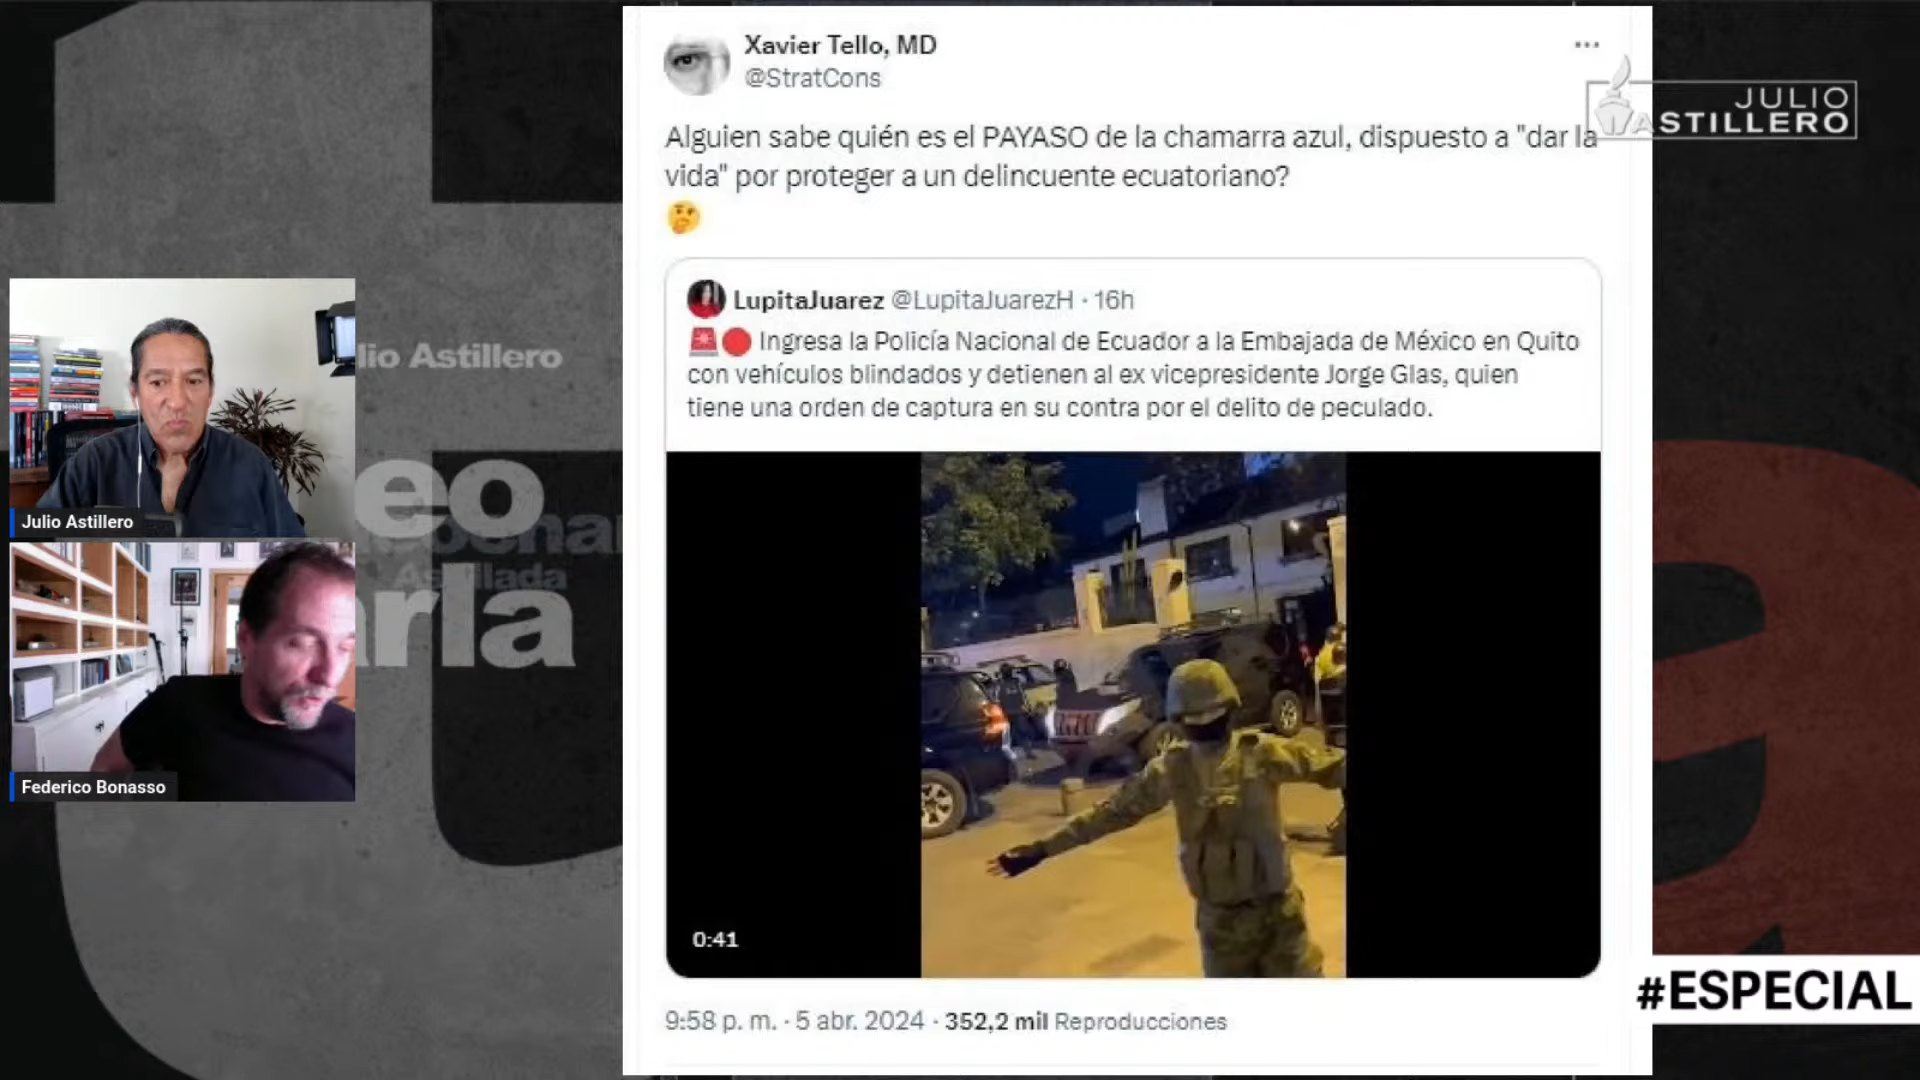 Xavier Tello, MD
@StratCons
JULIO
ASTILLERO
Alguien sabe quién es el PAYASO de la chamarra azul, dispuesto a "dar la
vida" por proteger a un delincuente ecuatoriano?
LupitaJuarez @LupitaJuarezH · 16h
Ingresa la Policía Nacional de Ecuador a la Embajada de México en Quito
con vehículos blindados y detienen al ex vicepresidente Jorge Glas, quien
tiene una orden de captura en su contra por el delito de peculado.
lio Astillero
eo
arla
Julio Astillero
Federico Bonasso
0:41
9:58 p. m. · 5 abr. 2024 · 352,2 mil Reproducciones
#ESPECIAL